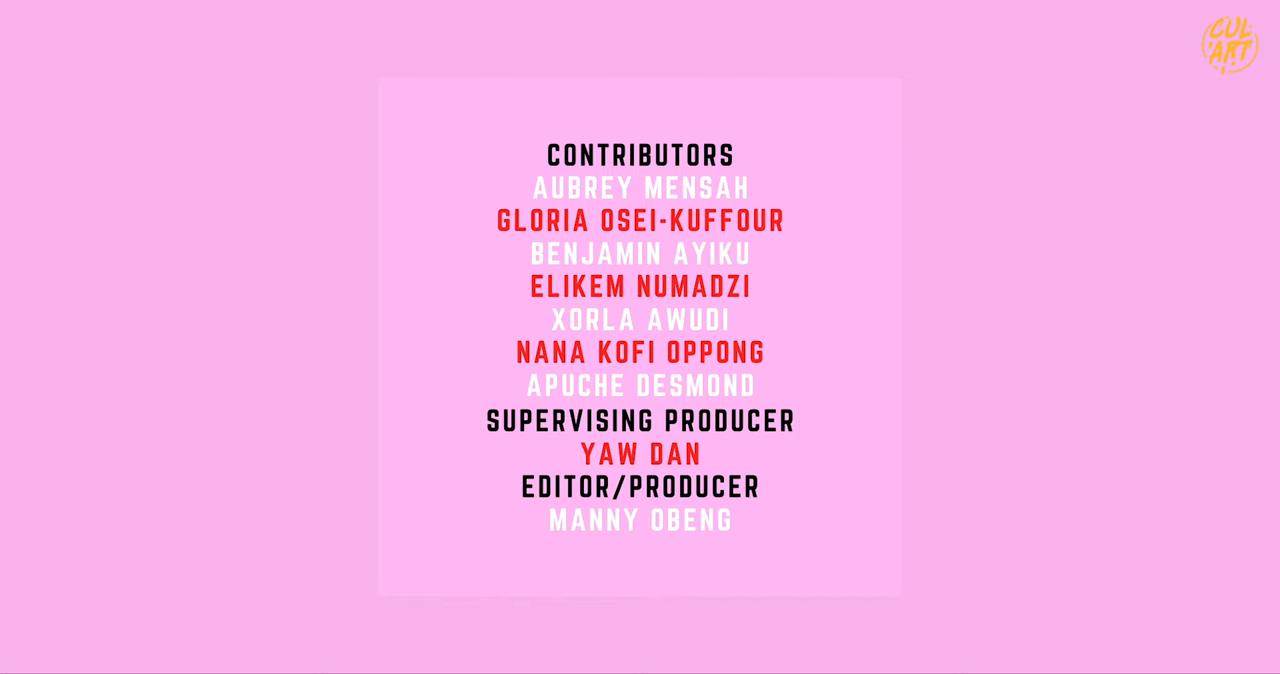 CUL
'ART
CONTRIBUTORS
AUBREY MENSAH
GLORIA OSEI-KUFFOUR
BENJAMIN AYIKU
ELIKEM NUMADZI
XORLA AWUDI
NANA KOFI OPPONG
APUCHE DESMOND
SUPERVISING PRODUCER
YAW DAN
EDITOR/PRODUCER
MANNY OBENG